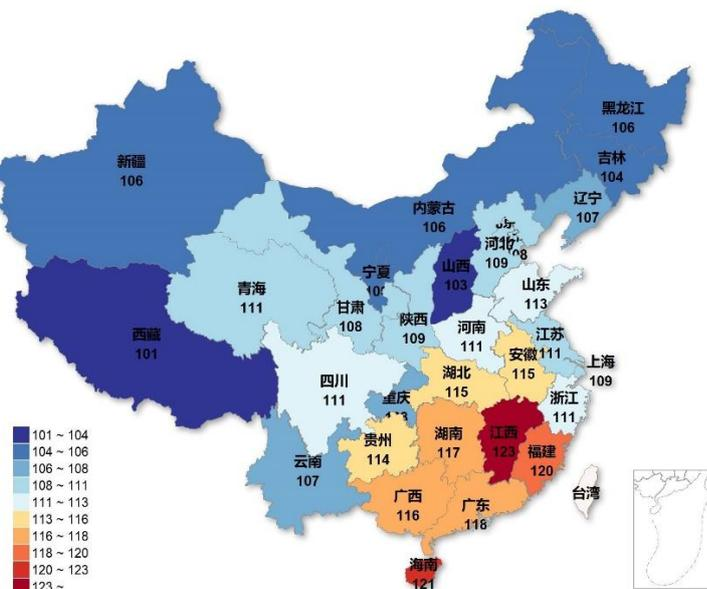 黑龙江
106
吉林
104
新疆
106
辽宁
107
内蒙古
106
河北
109
山西
103
宁夏
山东
113
青海
111
甘肃
108
陕西
109
河南
111
江苏
111
安徽
115
上海
109
西藏
101
四川
111
湖北
115
重庆
浙江
111
贵州
114
湖南
117
江西
123
福建
120
云南
107
广西
116
广东
118
台湾
海南
121
101 ~ 104
104 ~ 106
106 ~ 108
108 ~ 111
111 ~ 113
113 ~ 116
116 ~ 118
118 ~ 120
120 ~ 123
123 ~